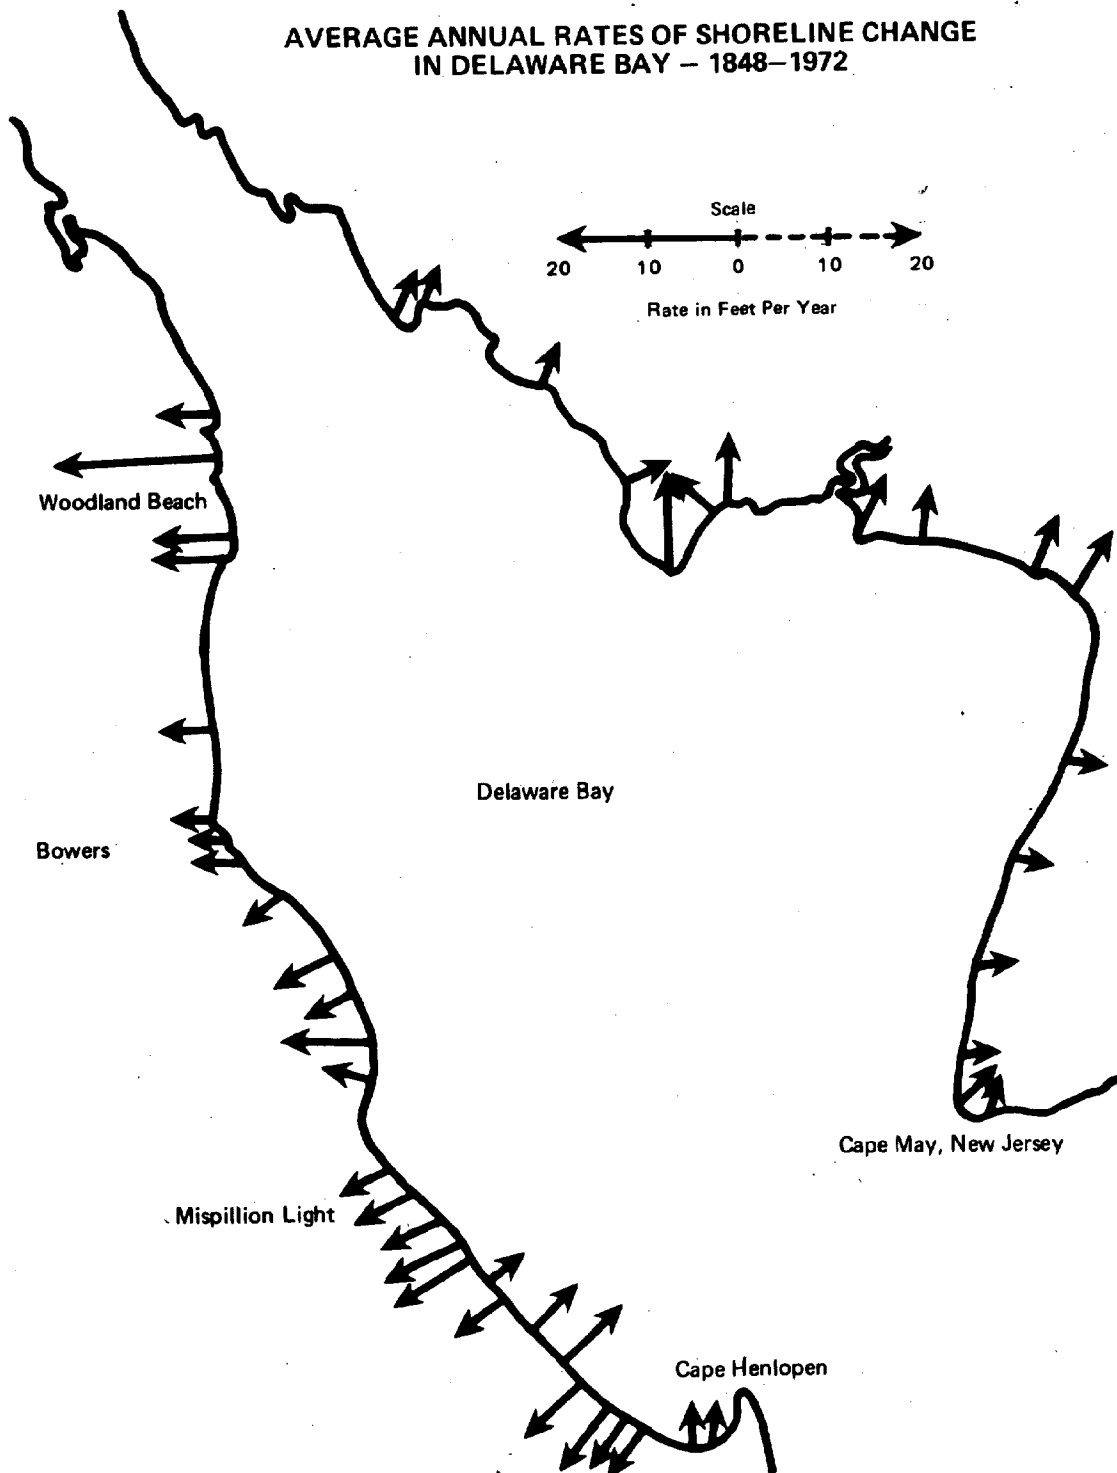 AVERAGE ANNUAL RATES OF SHORELINE CHANGE
IN DELAWARE BAY – 1848–1972
Scale
20 10 0 10 20
Rate in Feet Per Year
Woodland Beach
Delaware Bay
Bowers
Cape May, New Jersey
Mispillion Light
Cape Henlopen